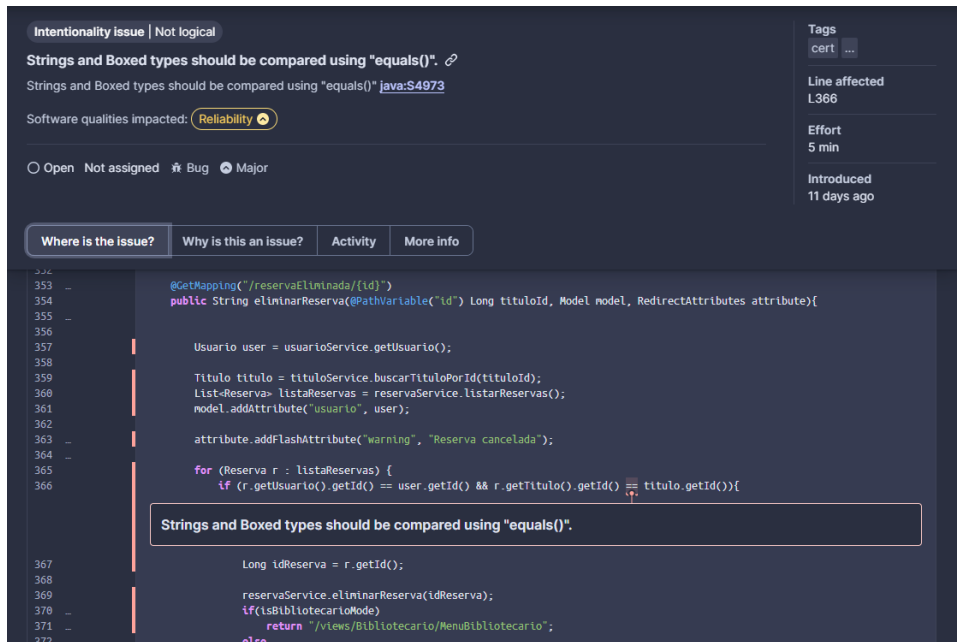 Intentionality issue | Not logical
Strings and Boxed types should be compared using "equals()".
Strings and Boxed types should be compared using "equals()" java:S4973
Software qualities impacted: Reliability
Open Not assigned Bug Major
Tags
cert ...
Line affected
L366
Effort
5 min
Introduced
11 days ago
Where is the issue? Why is this an issue? Activity More info
352
353 @GetMapping("/reservaEliminada/{id}")
354 public String eliminarReserva(@PathVariable("id") Long tituloId, Model model, RedirectAttributes attribute){
355
356
357 Usuario user = usuarioService.getUsuario();
358
359 Titulo titulo = tituloService.buscarTituloPorId(tituloId);
360 List<Reserva> listaReservas = reservaService.listarReservas();
361 model.addAttribute("usuario", user);
362
363 attribute.addFlashAttribute("warning", "Reserva cancelada");
364
365 for (Reserva r : listaReservas) {
366 if (r.getUsuario().getId() == user.getId() && r.getTitulo().getId() == titulo.getId()){
Strings and Boxed types should be compared using "equals()".
367 Long idReserva = r.getId();
368
369 reservaService.eliminarReserva(idReserva);
370 if(isBibliotecarioMode)
371 return "/views/Bibliotecario/MenuBibliotecario";
372 else